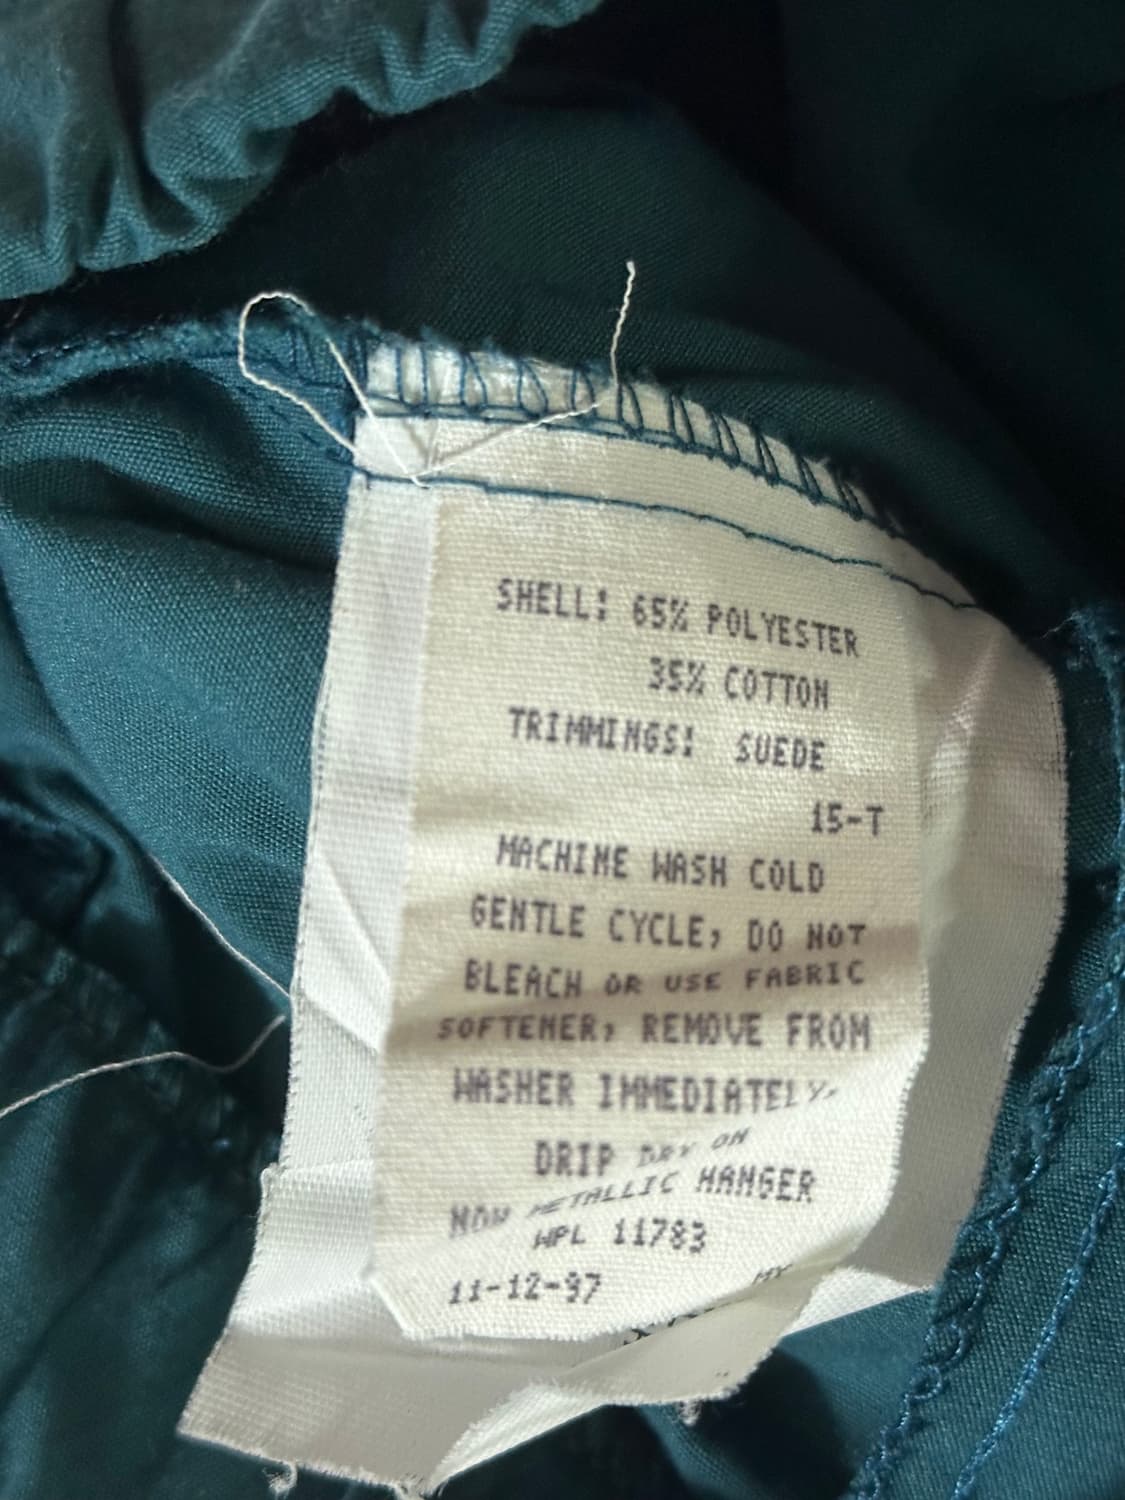 SHELL: 65% POLYESTER
35% COTTON
TRIMMINGS: SUEDE
15-T
MACHINE WASH COLD
GENTLE CYCLE, DO NOT
BLEACH OR USE FABRIC
SOFTENER, REMOVE FROM
WASHER IMMEDIATELY.
DRIP DRY ON
NON METALLIC HANGER
WPL 11783
11-12-97